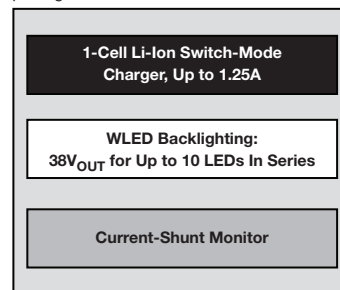 1-Cell Li-Ion Switch-Mode
Charger, Up to 1.25A
WLED Backlighting:
38VOUT for Up to 10 LEDs In Series
Current-Shunt Monitor